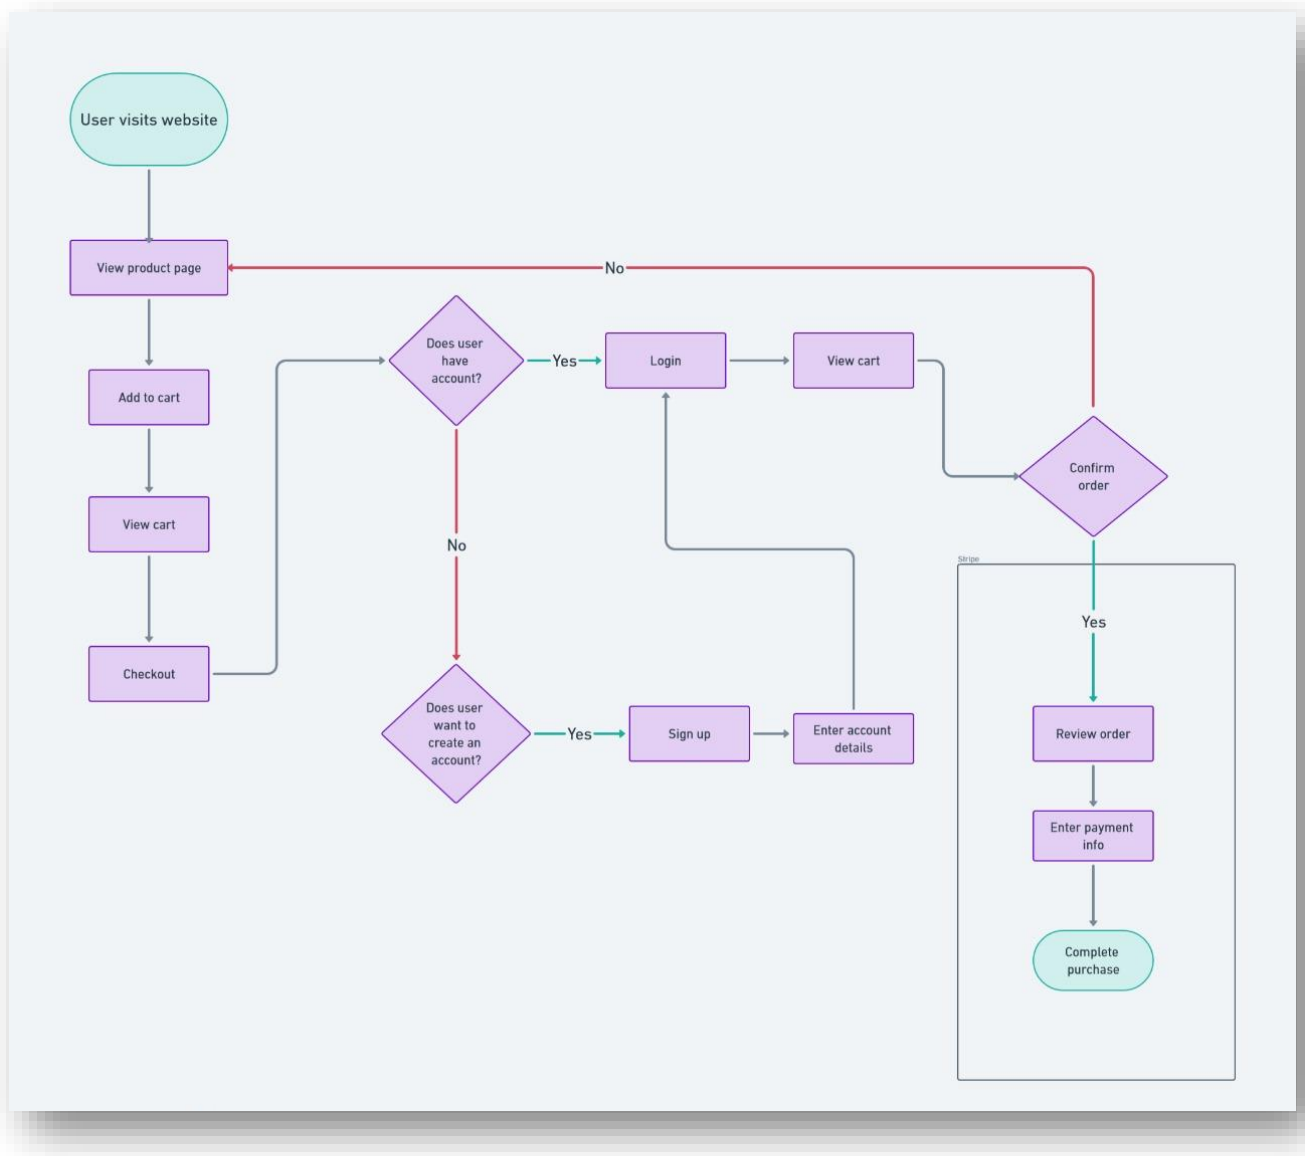 User visits website
View product page
No
Does user
have
account?
Yes
Login
View cart
Add to cart
Confirm
order
View cart
No
Stripe
Yes
Checkout
Does user
want to
create an
account?
Yes
Sign up
Enter account
details
Review order
Enter payment
info
Complete
purchase